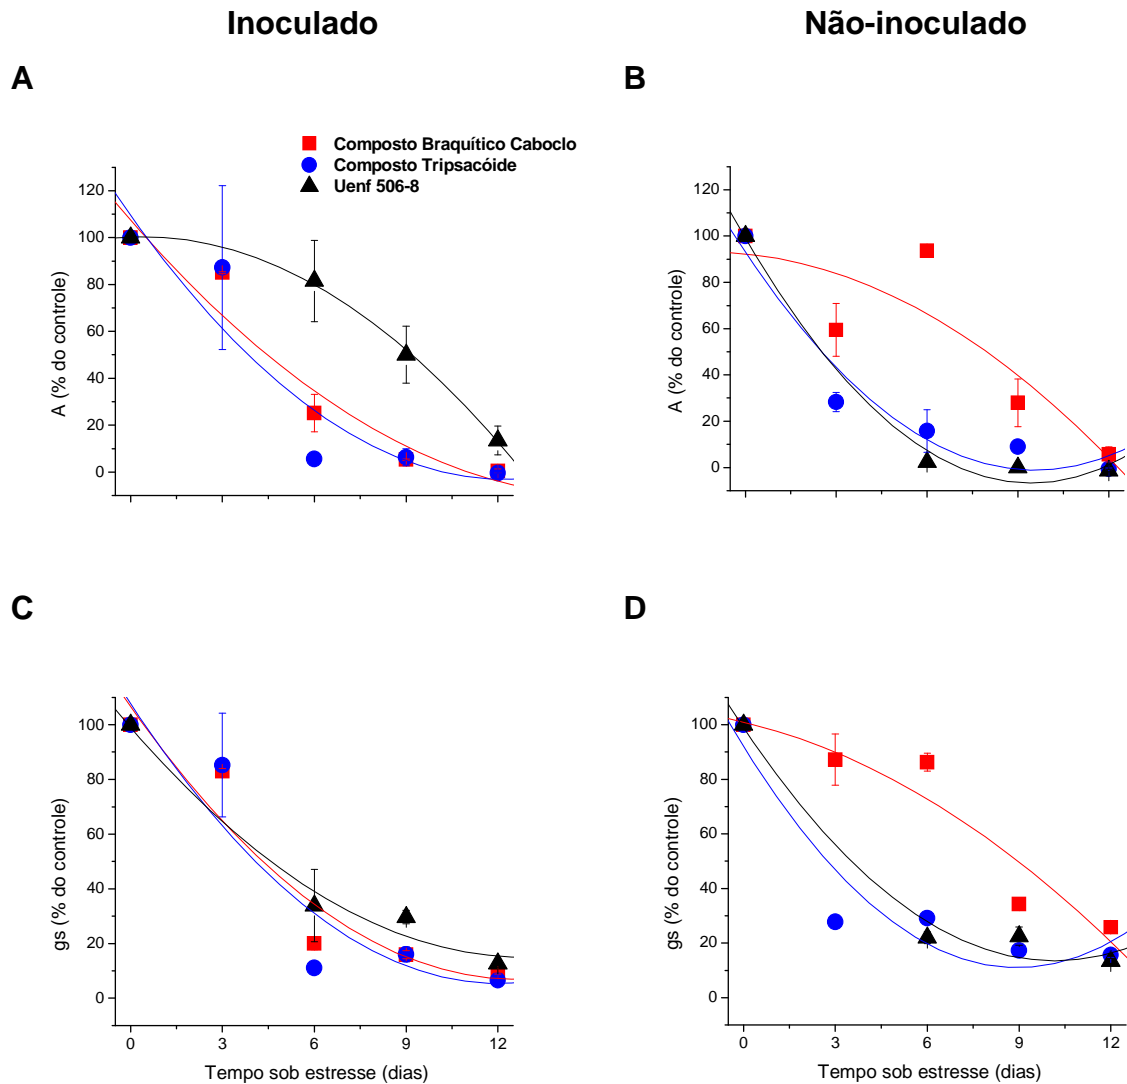 Inoculado
Não-inoculado
A
B
Composto Braquítico Caboclo
Composto Tripsacóide
Uenf 506-8
A (% do controle)
120
100
80
60
40
20
0
A (% do controle)
120
100
80
60
40
20
0
C
D
gs (% do controle)
100
80
60
40
20
0
0 3 6 9 12
Tempo sob estresse (dias)
gs (% do controle)
100
80
60
40
20
0
0 3 6 9 12
Tempo sob estresse (dias)